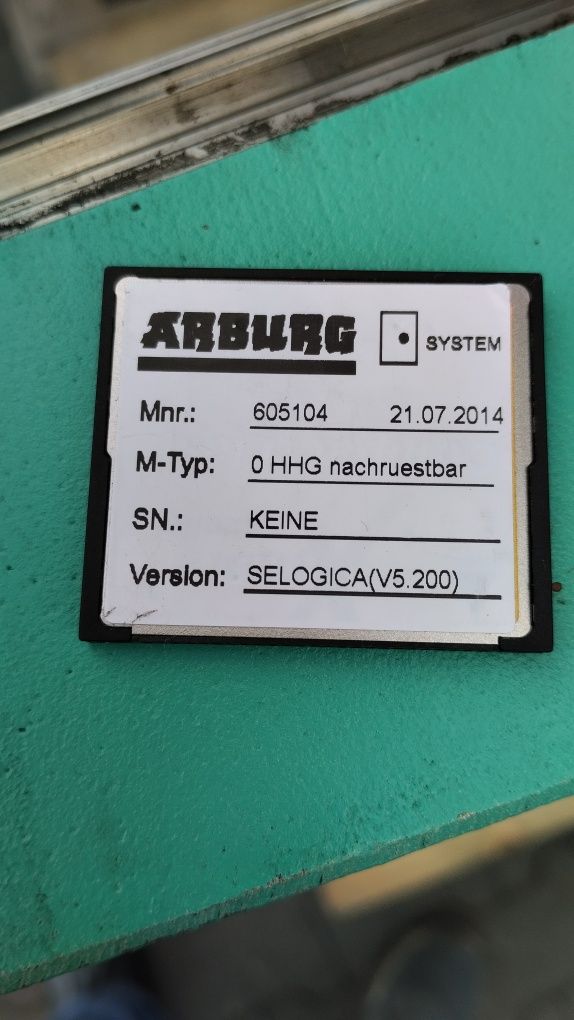 ARBURG SYSTEM
Mnr.: 605104 21.07.2014
M-Typ: 0 HHG nachruestbar
SN.: KEINE
Version: SELOGICA(V5.200)